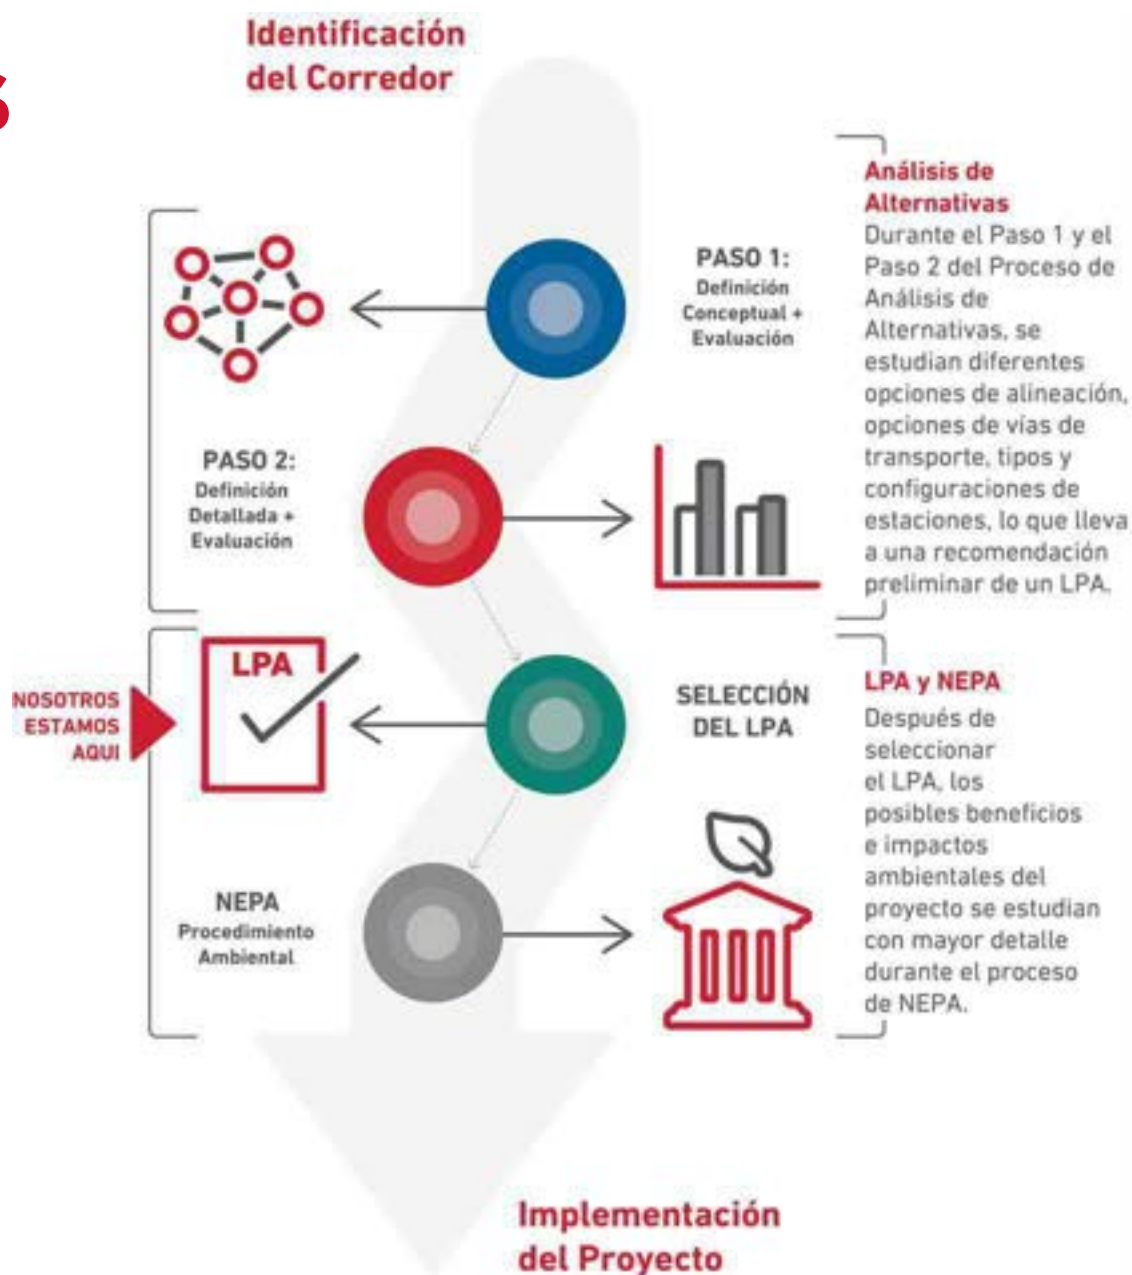 Identificación
del Corredor
PASO 1:
Definición
Conceptual +
Evaluación
Análisis de
Alternativas
Durante el Paso 1 y el
Paso 2 del Proceso de
Análisis de
Alternativas, se
estudian diferentes
opciones de alineación,
opciones de vías de
transporte, tipos y
configuraciones de
estaciones, lo que lleva
a una recomendación
preliminar de un LPA.
PASO 2:
Definición
Detallada +
Evaluación
NOSOTROS
ESTAMOS
AQUI
LPA
SELECCIÓN
DEL LPA
LPA y NEPA
Después de
seleccionar
el LPA, los
posibles beneficios
e impactos
ambientales del
proyecto se estudian
con mayor detalle
durante el proceso
de NEPA.
NEPA
Procedimiento
Ambiental
Implementación
del Proyecto